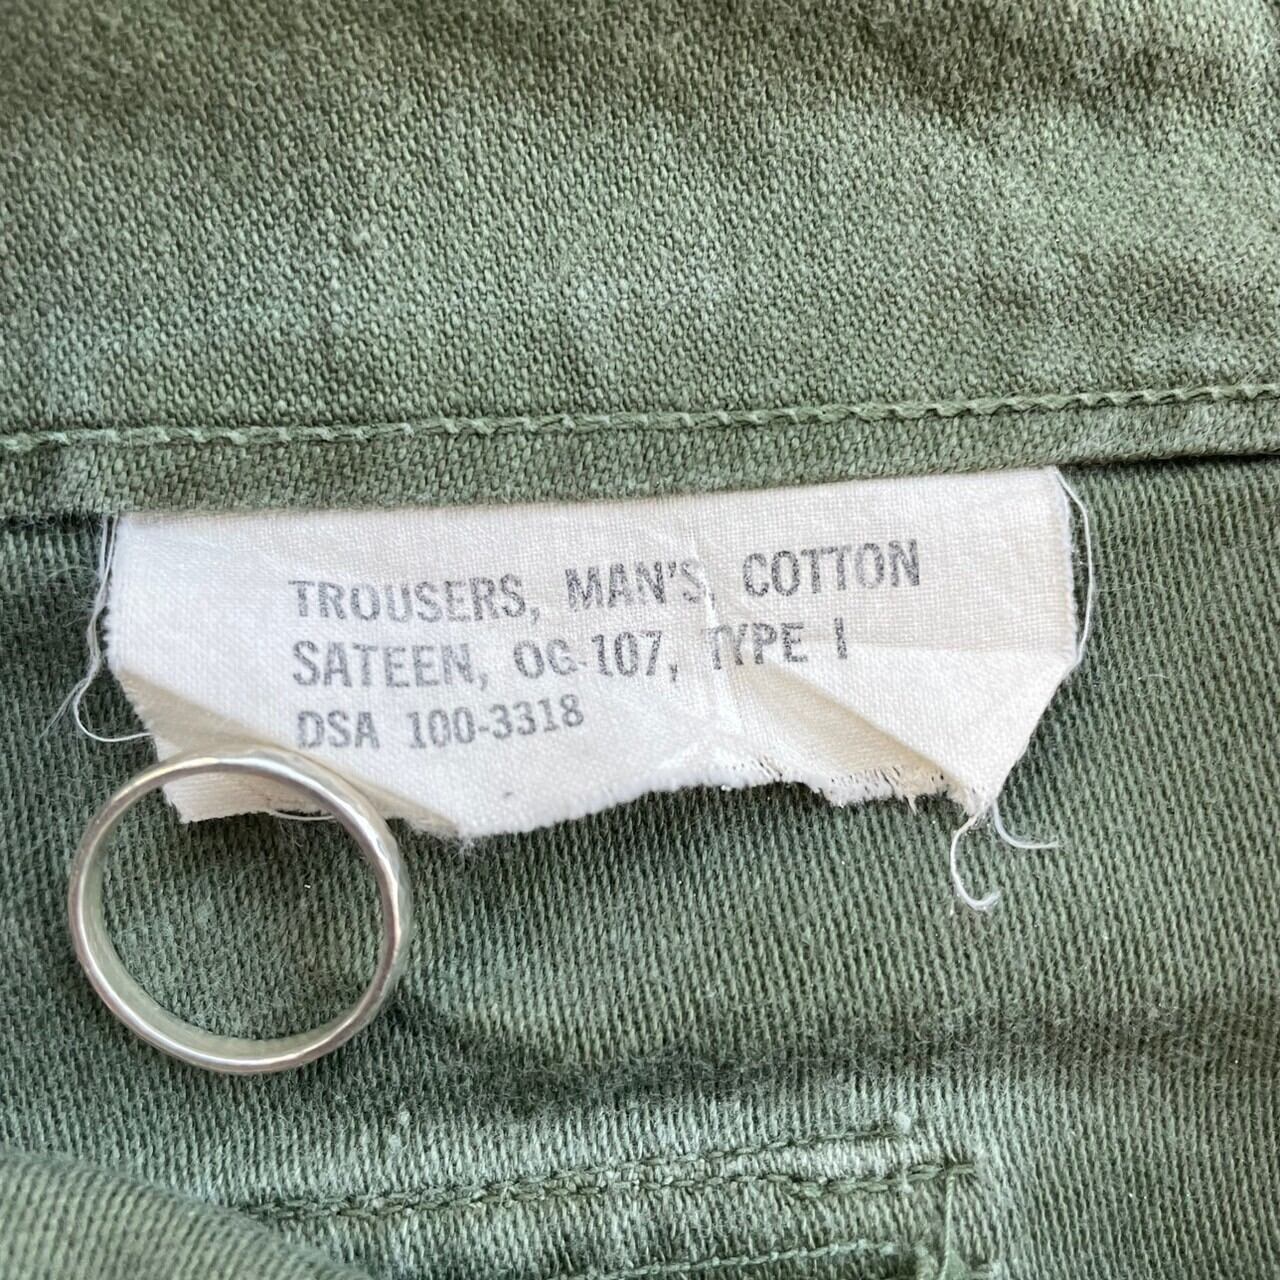 TROUSERS, MAN'S, COTTON
SATEEN, OG-107, TYPE I
DSA 100-3318